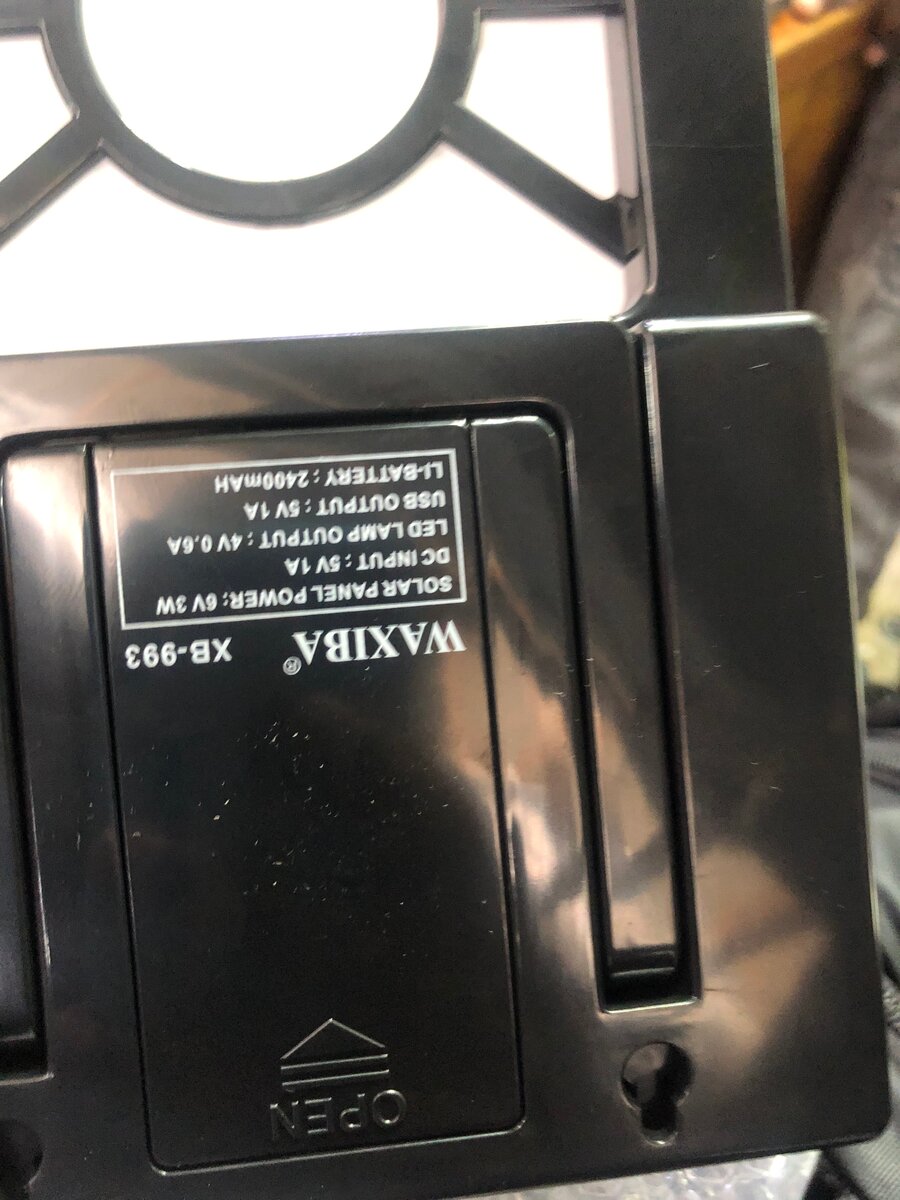 OPEN
WAXIBA® XB-993
SOLAR PANEL POWER: 6V 3W
DC INPUT : 5V 1A
LED LAMP OUTPUT : 4V 0.6A
USB OUTPUT : 5V 1A
LI-BATTERY : 2400mAH